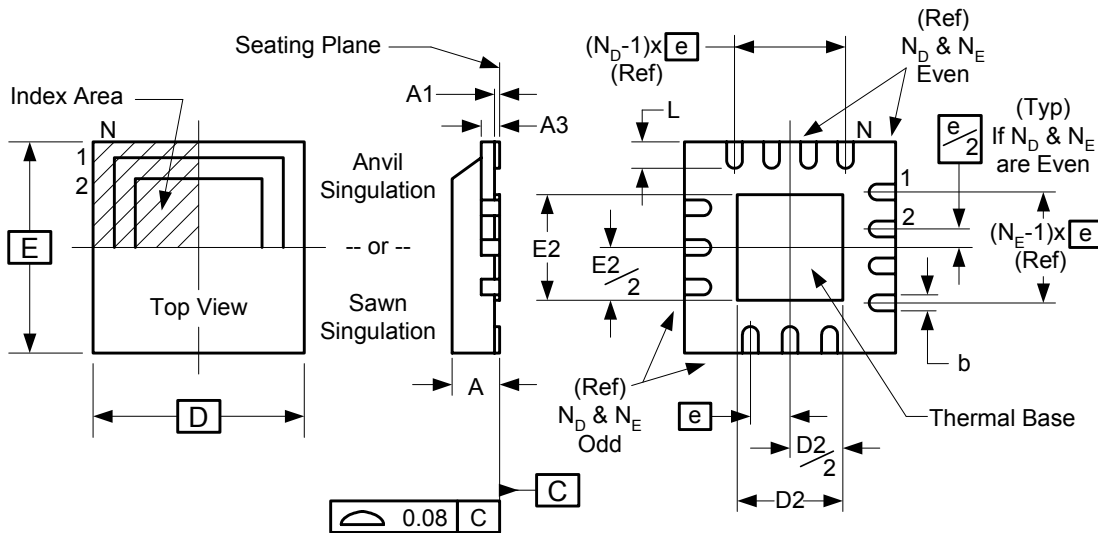 Seating Plane
Index Area
N
1
2
E
Top View
D
A1
A3
Anvil
Singulation
-- or --
Sawn
Singulation
A
0.08 C
C
(N_D-1)x e
(Ref)
L
E2
E2/2
(Ref)
N_D & N_E
Even
N
1
2
e/2
(Typ)
If N_D & N_E
are Even
(N_E-1)x e
(Ref)
b
Thermal Base
(Ref)
N_D & N_E
Odd
e
D2/2
D2